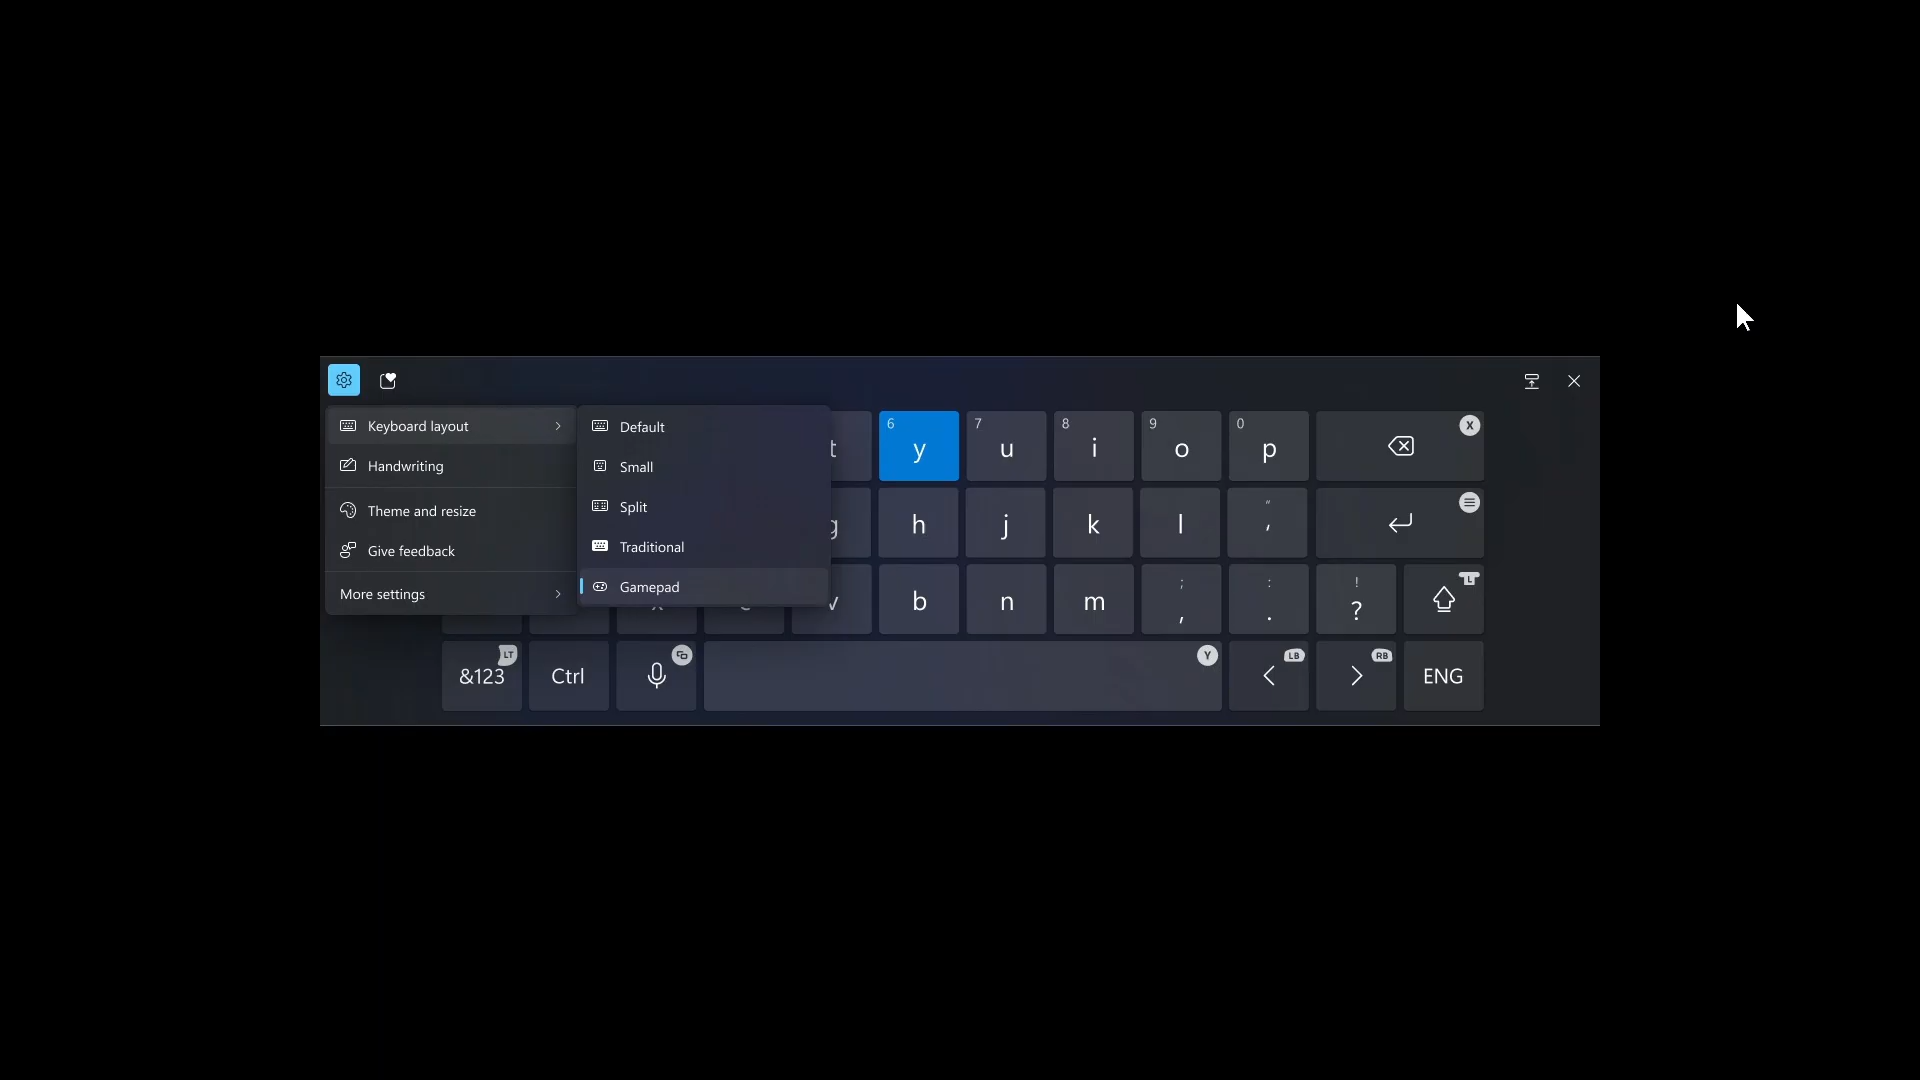 Keyboard layout
Handwriting
Theme and resize
Give feedback
More settings
Default
Small
Split
Traditional
Gamepad
t 6 y 7 u 8 i 9 o 0 p X
g h j k l " '
v b n m ; , : . ! ?
&123 LT Ctrl Y < LB > RB ENG